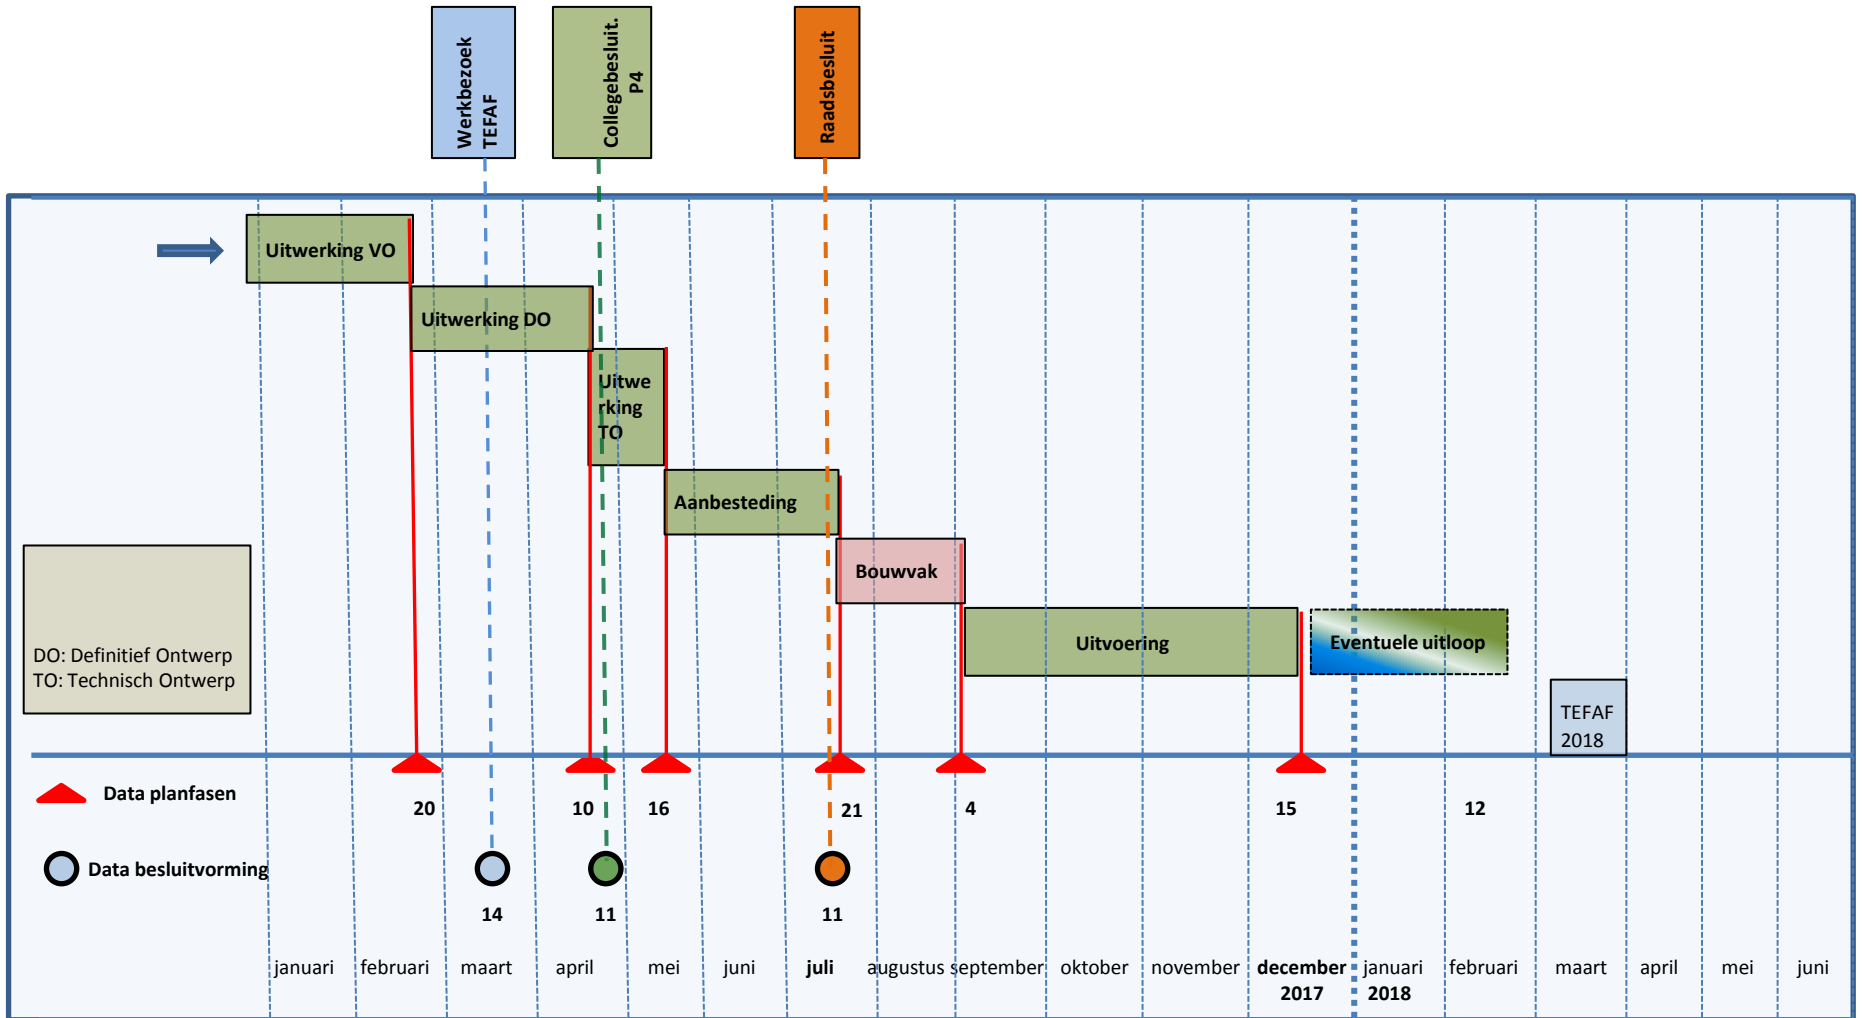 Werkbezoek
TEFAF
Collegebesluit.
P4
Raadsbesluit
Uitwerking VO
Uitwerking DO
Uitwe
rking
TO
Aanbesteding
Bouwvak
Uitvoering
Eventuele uitloop
DO: Definitief Ontwerp
TO: Technisch Ontwerp
TEFAF
2018
Data planfasen
20
10
16
21
4
15
12
Data besluitvorming
14
11
11
januari
februari
maart
april
mei
juni
juli
augustus
september
oktober
november
december
2017
januari
2018
februari
maart
april
mei
juni